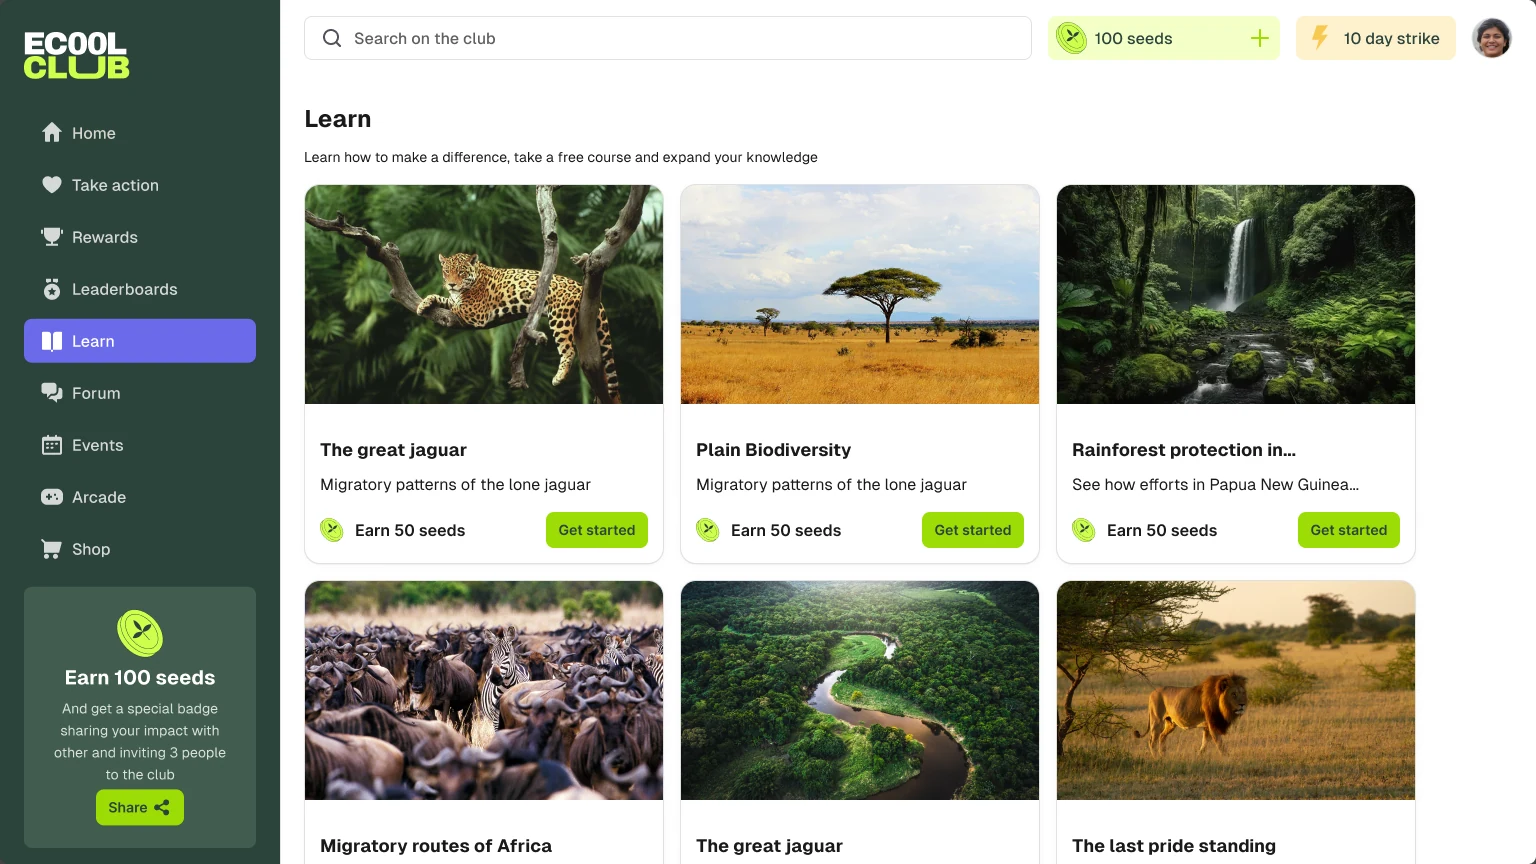 ECOOL
CLUB
Search on the club
100 seeds
10 day strike
Home
Take action
Rewards
Leaderboards
Learn
Forum
Events
Arcade
Shop
Earn 100 seeds
And get a special badge
sharing your impact with
other and inviting 3 people
to the club
Share
Learn
Learn how to make a difference, take a free course and expand your knowledge
The great jaguar
Migratory patterns of the lone jaguar
Earn 50 seeds
Get started
Plain Biodiversity
Migratory patterns of the lone jaguar
Earn 50 seeds
Get started
Rainforest protection in...
See how efforts in Papua New Guinea...
Earn 50 seeds
Get started
Migratory routes of Africa
The great jaguar
The last pride standing